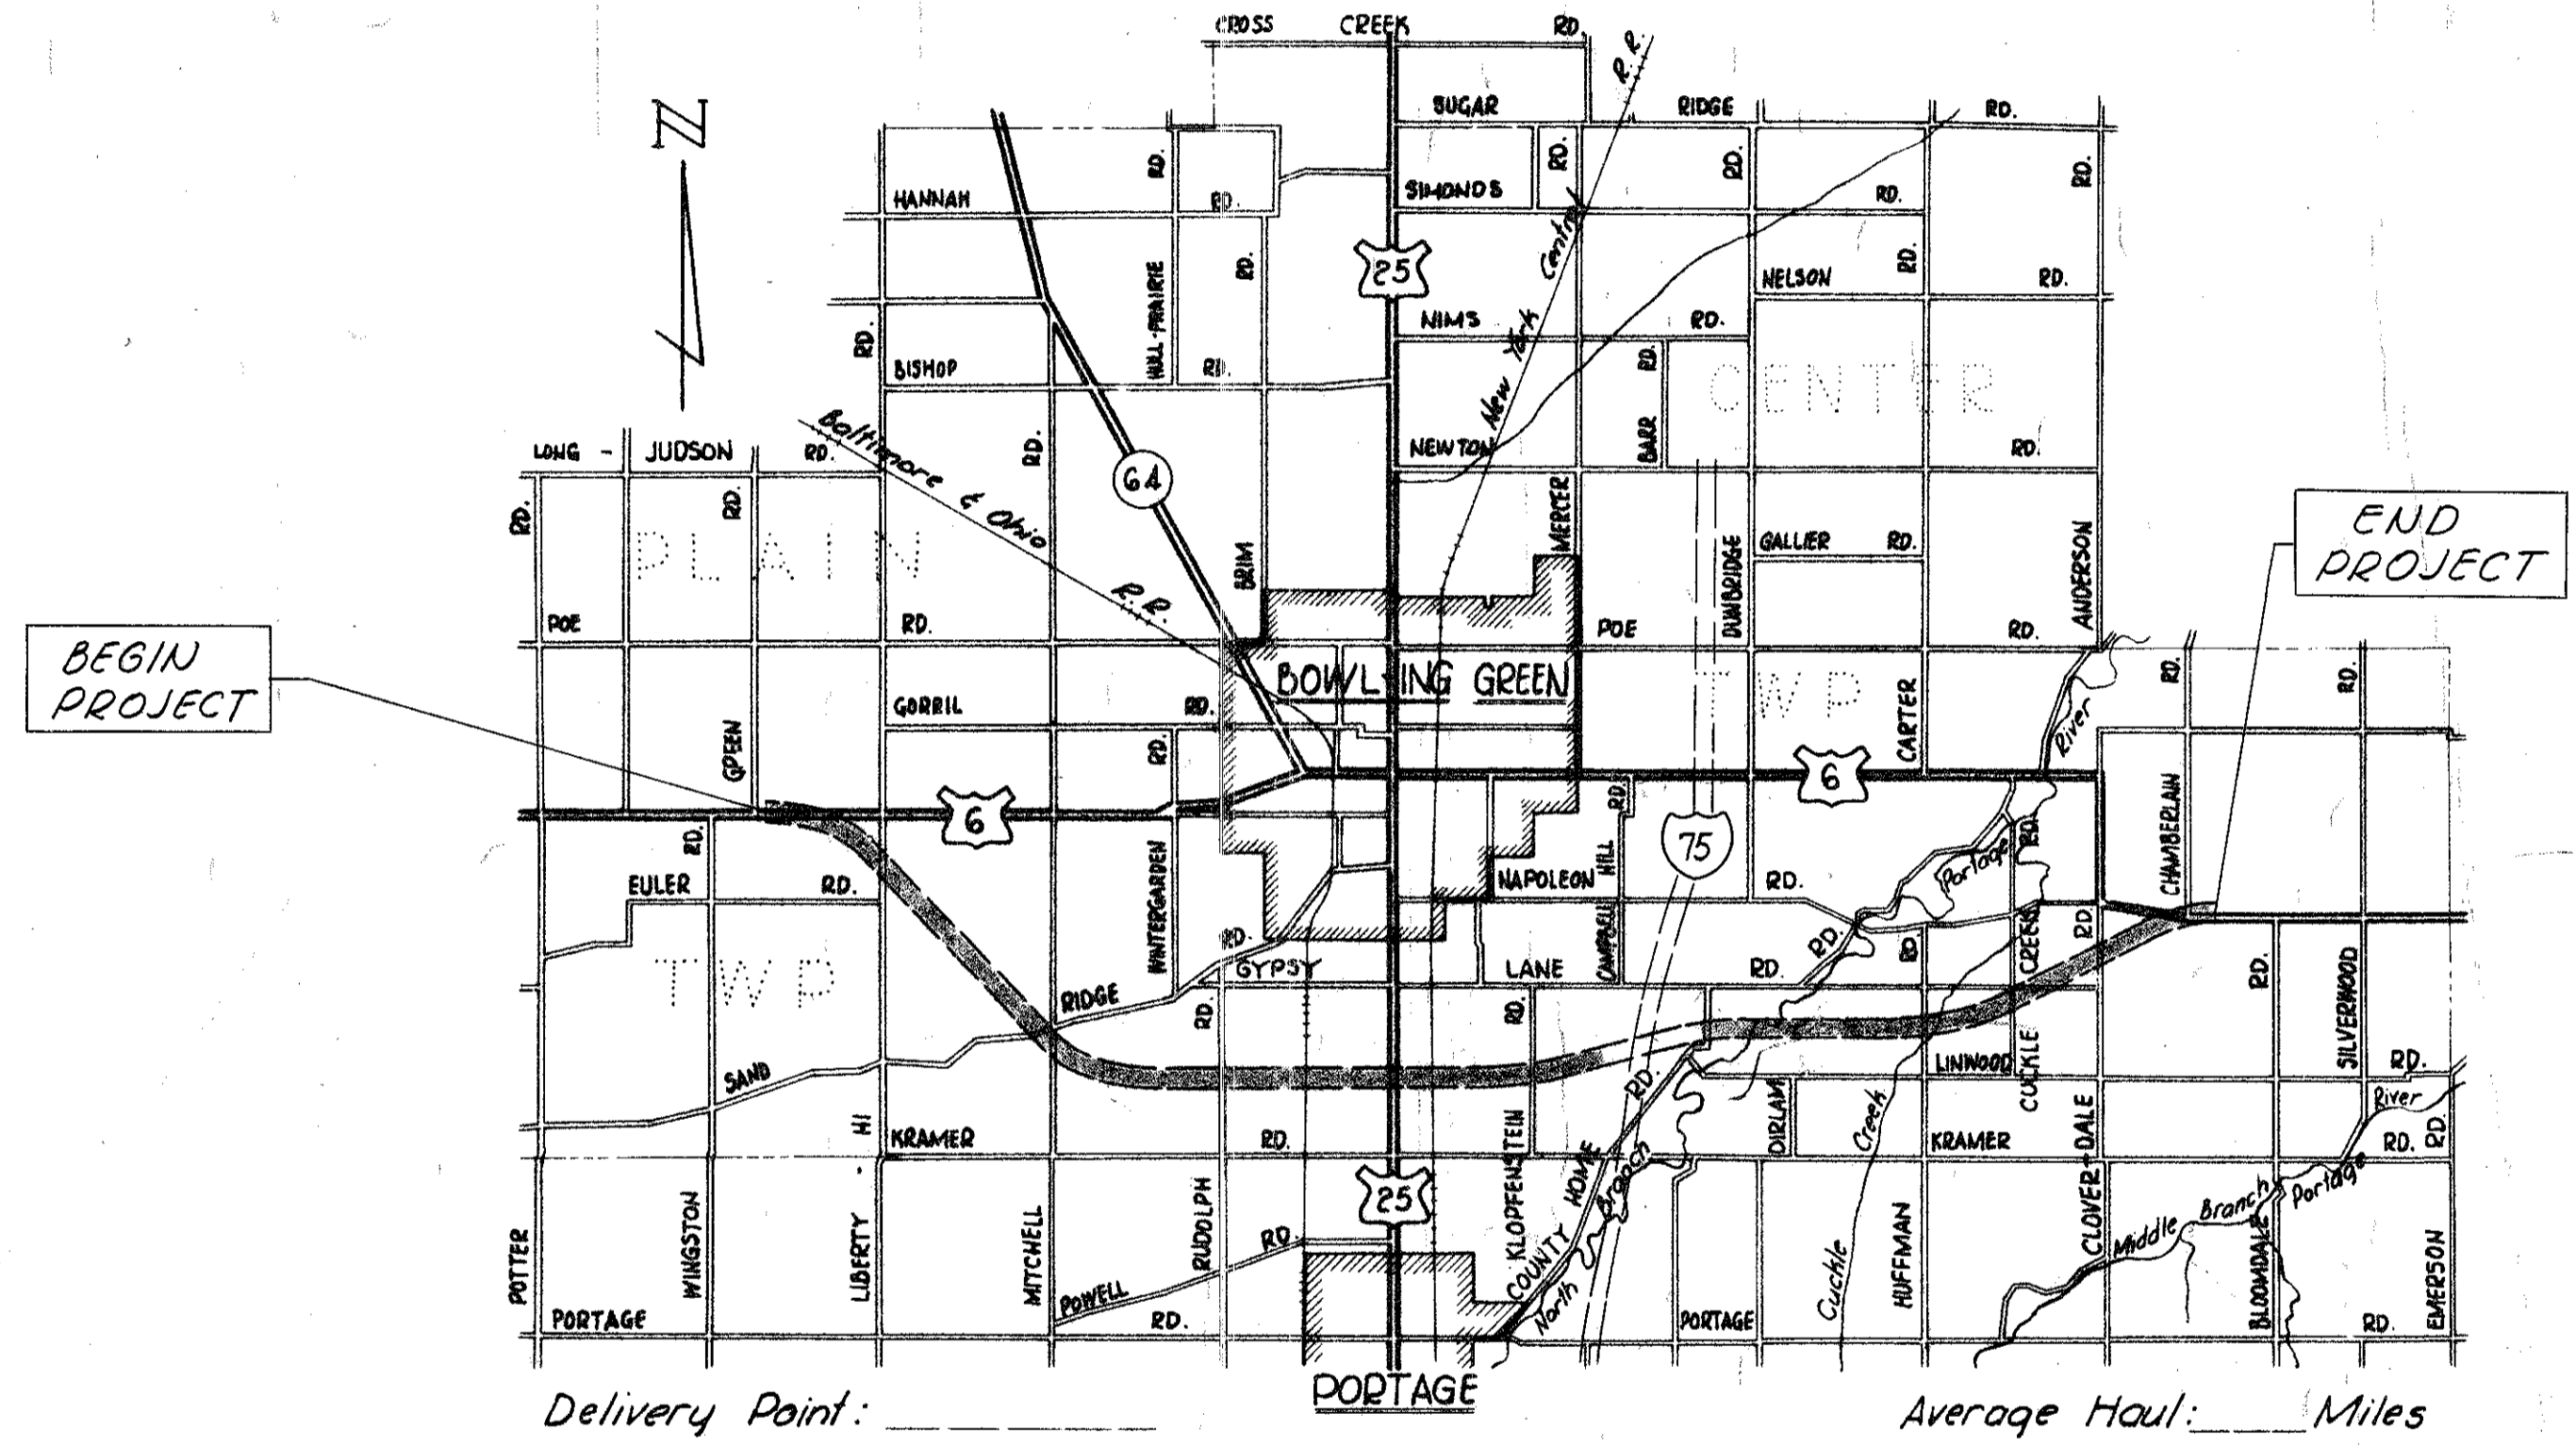 CROSS CREEK RD.
R. R.
N
SUGAR RIDGE RD.
RD.
RD.
RD.
RD.
HANNAH RD.
SIMONDS RD.
25
New York Central
HULL-PRAIRIE
RD.
RD.
NELSON RD.
NIMS RD.
RD.
BISHOP RD.
BARR RD.
CENTER
Baltimore & Ohio
R. R.
LONG - JUDSON RD.
RD.
NEWTON RD.
64
RD.
RD.
PLAIN
BRIM
MERCER
DUNBRIDGE
GALLIER RD.
ANDERSON
END
PROJECT
POE RD.
POE RD.
BEGIN
PROJECT
BOWLING GREEN
TWP
CARTER
RD.
RD.
River
GORRIL RD.
GREEN
RD.
6
6
75
RD.
RD.
RD.
CHAMBERLAIN
EULER RD.
WINTERGARDEN
NAPOLEON RD.
CAMPBELL HILL
Portage
TWP
RD.
GYPSY LANE RD.
RD.
RD.
RD.
CUCKLE CREEK
RIDGE
RD.
RD.
RD.
SILVERWOOD
SAND
RD.
LINWOOD RD.
River
HI
KRAMER RD.
KLOPFENSTEIN
DIRLAM
Creek
KRAMER RD.
RD.
25
COUNTY HOME
Branch
North
CLOVER-DALE
Middle Branch Portage
POTTER
WINGSTON
LIBERTY
MITCHELL
RUDOLPH
POWELL RD.
Cuckle
HUFFMAN
BLOOMDALE
EMERSON
PORTAGE RD.
PORTAGE RD.
PORTAGE
Delivery Point:
Average Haul: Miles